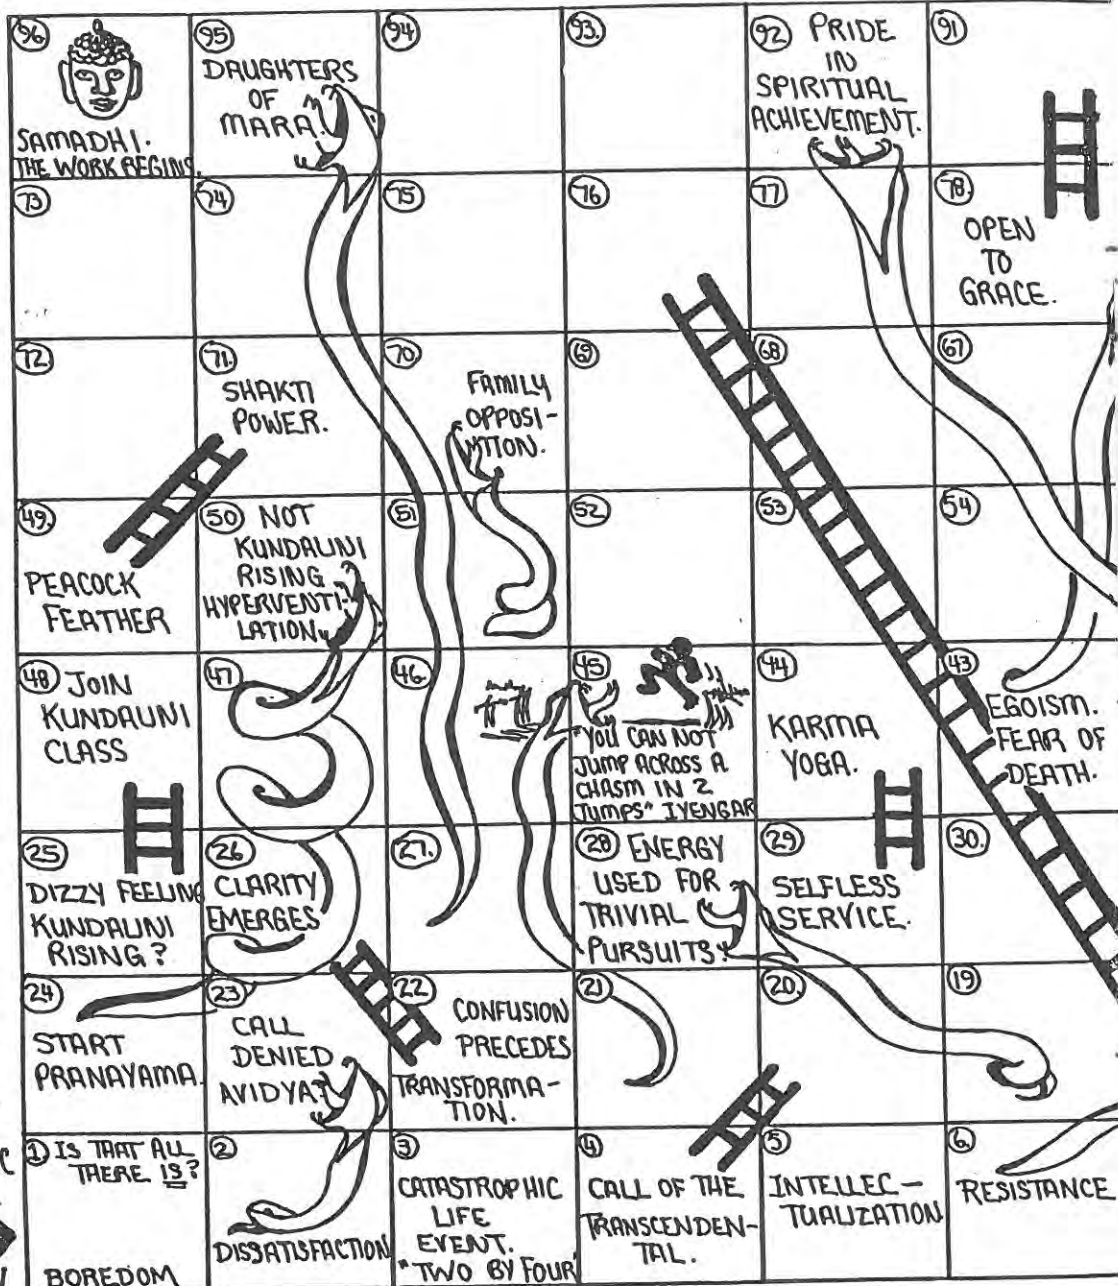 96
SAMADHI.
THE WORK BEGINS.
95
DAUGHTERS
OF
MARA.
94
93.
92 PRIDE
IN
SPIRITUAL
ACHIEVEMENT.
91
73
74
75
76
77
78.
OPEN
TO
GRACE.
72
71.
SHAKTI
POWER.
70
FAMILY
OPPOSI-
TION.
69
68
67
49.
PEACOCK
FEATHER
50 NOT
KUNDALINI
RISING
HYPERVENTI-
LATION
51
52
53
54
48 JOIN
KUNDALINI
CLASS
47
46.
45
"YOU CAN NOT
JUMP ACROSS A
CHASM IN 2
JUMPS" IYENGAR
44
KARMA
YOGA.
43
EGOISM.
FEAR OF
DEATH.
25
DIZZY FEELING
KUNDALINI
RISING?
26
CLARITY
EMERGES
27.
28 ENERGY
USED FOR
TRIVIAL
PURSUITS!
29
SELFLESS
SERVICE.
30.
24
START
PRANAYAMA.
23
CALL
DENIED
AVIDYA?
22
CONFUSION
PRECEDES
TRANSFORMA-
TION.
21
20.
19
1 IS THAT ALL
THERE IS?
BOREDOM
2
DISSATISFACTION
3
CATASTROPHIC
LIFE
EVENT.
"TWO BY FOUR
4
CALL OF THE
TRANSCENDEN-
TAL.
5
INTELLEC-
TUALIZATION
6.
RESISTANCE